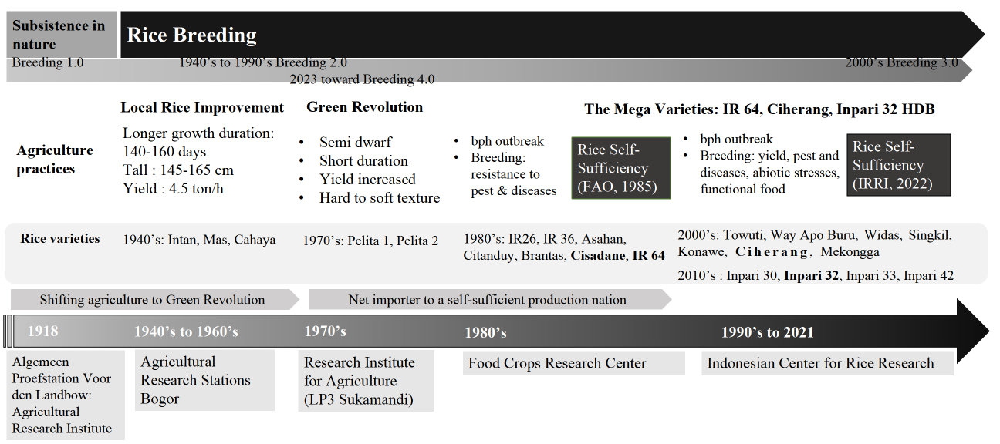 Subsistence in
nature
Rice Breeding
Breeding 1.0
1940's to 1990's Breeding 2.0
2000's Breeding 3.0
2023 toward Breeding 4.0
Agriculture
practices
Local Rice Improvement
Longer growth duration:
140-160 days
Tall : 145-165 cm
Yield : 4.5 ton/h
Green Revolution
• Semi dwarf
• Short duration
• Yield increased
• Hard to soft texture
The Mega Varieties: IR 64, Ciherang, Inpari 32 HDB
• bph outbreak
• Breeding:
resistance to
pest & diseases
Rice Self-
Sufficiency
(FAO, 1985)
• bph outbreak
• Breeding: yield, pest and
diseases, abiotic stresses,
functional food
Rice Self-
Sufficiency
(IRRI, 2022)
Rice varieties
1940's: Intan, Mas, Cahaya
1970's: Pelita 1, Pelita 2
1980's: IR26, IR 36, Asahan,
Citanduy, Brantas, Cisadane, IR 64
2000's: Towuti, Way Apo Buru, Widas, Singkil,
Konawe, Ciherang, Mekongga
2010's : Inpari 30, Inpari 32, Inpari 33, Inpari 42
Shifting agriculture to Green Revolution
Net importer to a self-sufficient production nation
1918
1940's to 1960's
1970's
1980's
1990's to 2021
Algemeen
Proefstation Voor
den Landbow:
Agricultural
Research Institute
Agricultural
Research Stations
Bogor
Research Institute
for Agriculture
(LP3 Sukamandi)
Food Crops Research Center
Indonesian Center for Rice Research